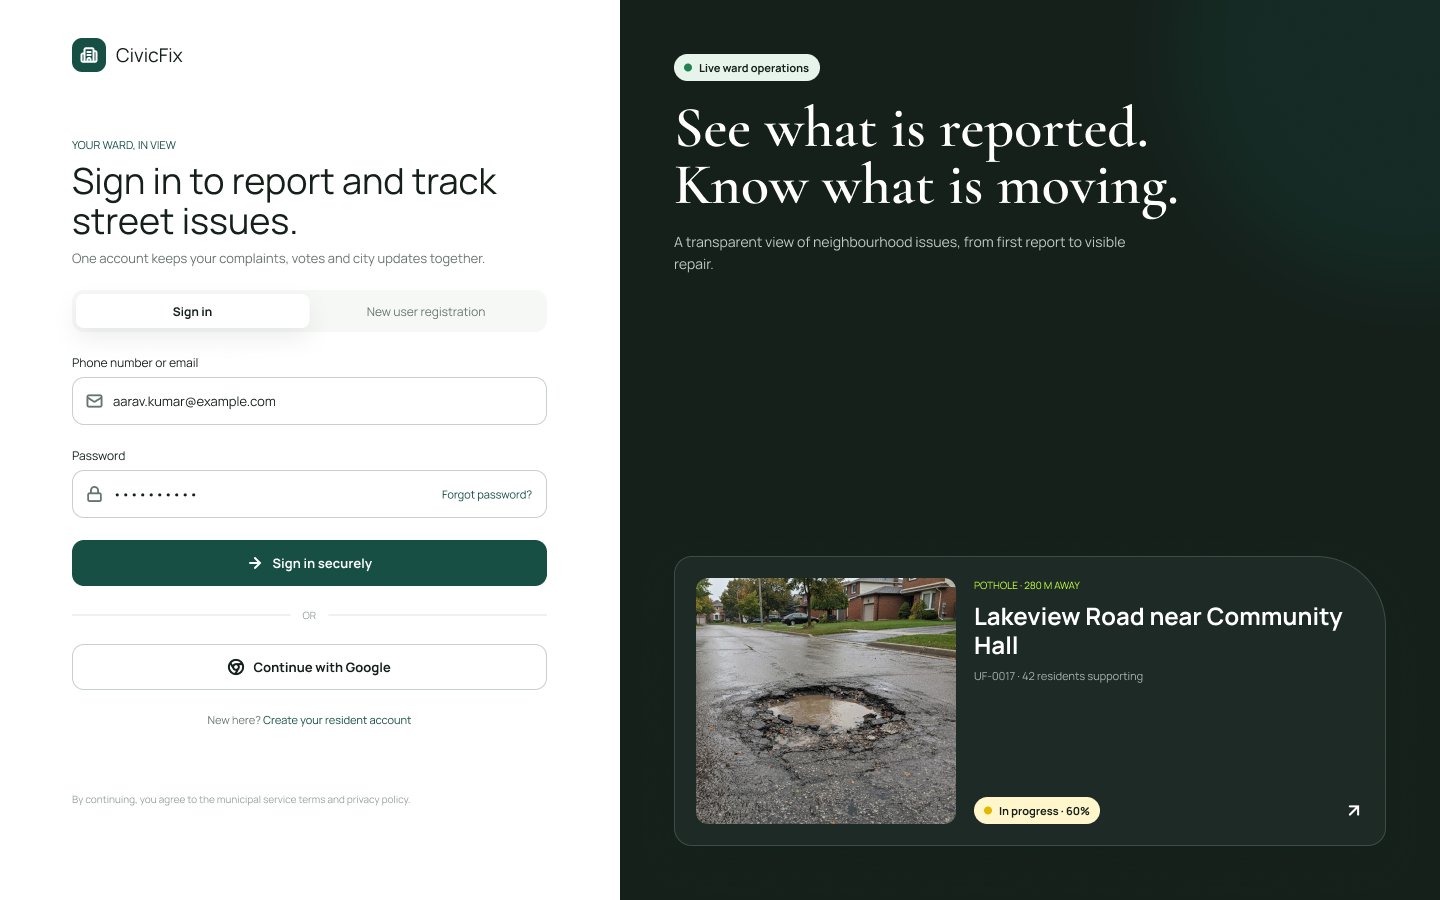 CivicFix
YOUR WARD, IN VIEW
Sign in to report and track
street issues.
One account keeps your complaints, votes and city updates together.
Sign in
New user registration
Phone number or email
aarav.kumar@example.com
Password
••••••••••
Forgot password?
Sign in securely
OR
Continue with Google
New here? Create your resident account
By continuing, you agree to the municipal service terms and privacy policy.
Live ward operations
See what is reported.
Know what is moving.
A transparent view of neighbourhood issues, from first report to visible
repair.
POTHOLE · 280 M AWAY
Lakeview Road near Community
Hall
UF-0017 · 42 residents supporting
In progress · 60%